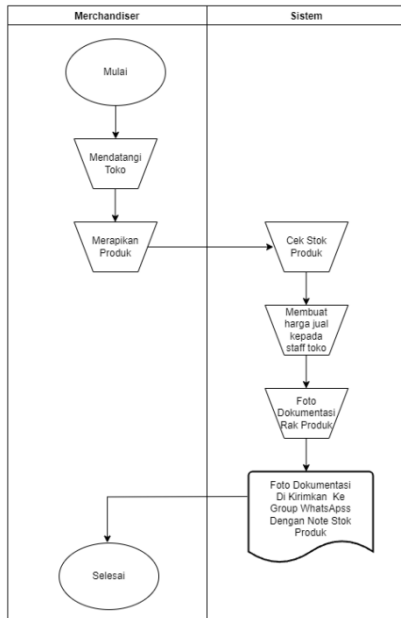 Merchandiser
Sistem
Mulai
Mendatangi
Toko
Merapikan
Produk
Cek Stok
Produk
Membuat
harga jual
kepada
staff toko
Foto
Dokumentasi
Rak Produk
Foto Dokumentasi
Di Kirimkan Ke
Group WhatsApss
Dengan Note Stok
Produk
Selesai